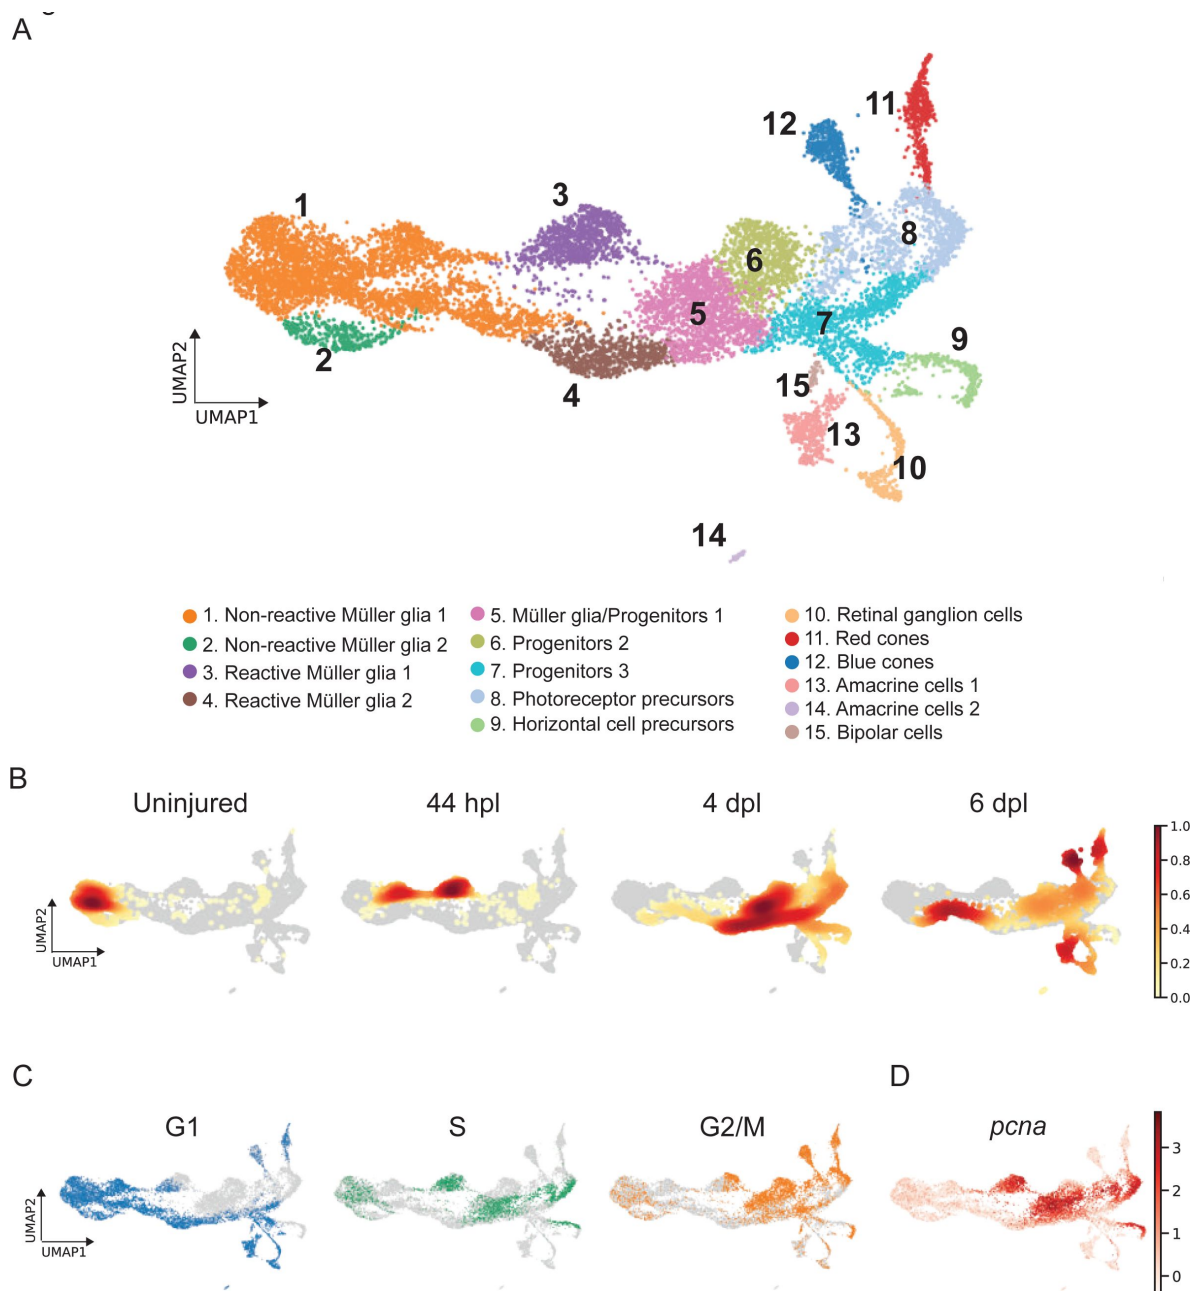 A
11
12
1
3
8
6
5
7
2
9
4
15
13
10
14
UMAP2
UMAP1
1. Non-reactive Müller glia 1
2. Non-reactive Müller glia 2
3. Reactive Müller glia 1
4. Reactive Müller glia 2
5. Müller glia/Progenitors 1
6. Progenitors 2
7. Progenitors 3
8. Photoreceptor precursors
9. Horizontal cell precursors
10. Retinal ganglion cells
11. Red cones
12. Blue cones
13. Amacrine cells 1
14. Amacrine cells 2
15. Bipolar cells
B
Uninjured 44 hpl 4 dpl 6 dpl
UMAP2
UMAP1
1.0
0.8
0.6
0.4
0.2
0.0
C
G1 S G2/M
UMAP2
UMAP1
D
pcna
3
2
1
0